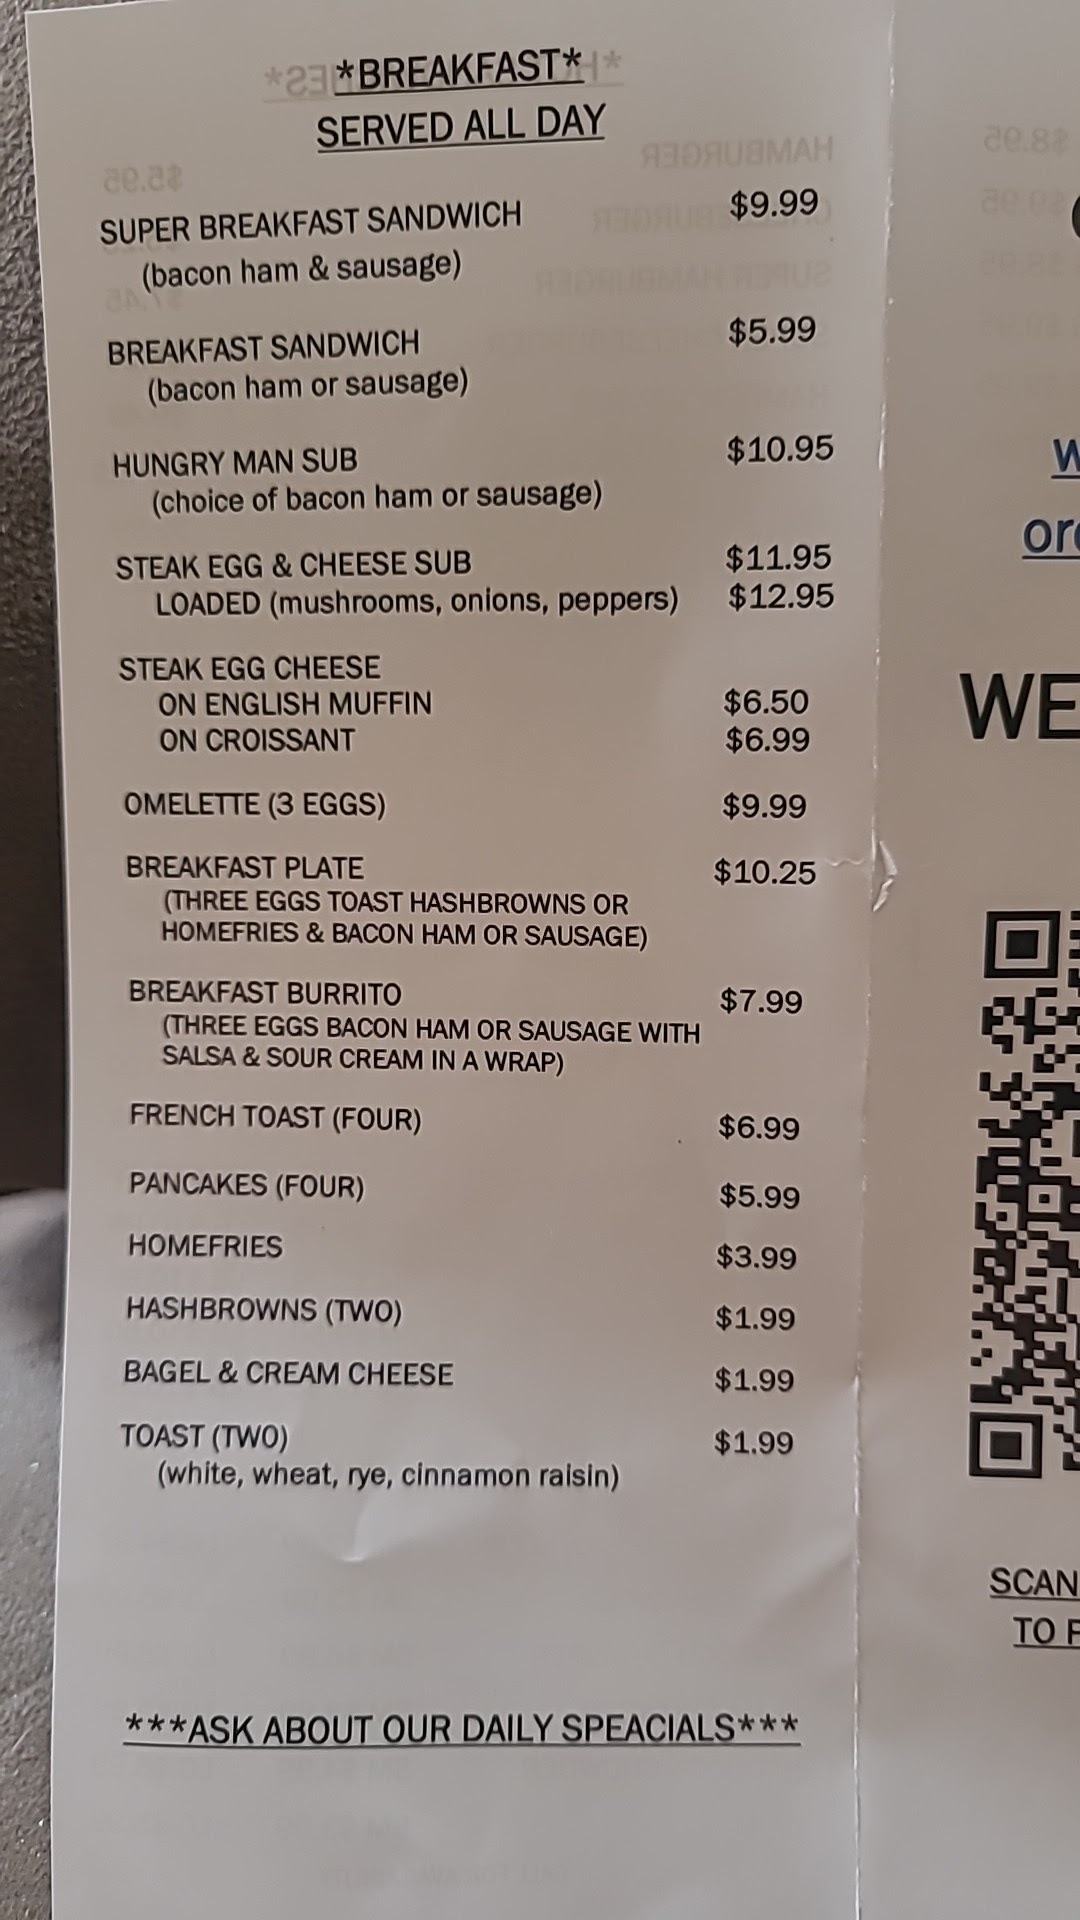 *BREAKFAST*
SERVED ALL DAY
SUPER BREAKFAST SANDWICH $9.99
(bacon ham & sausage)
BREAKFAST SANDWICH $5.99
(bacon ham or sausage)
HUNGRY MAN SUB $10.95
(choice of bacon ham or sausage)
STEAK EGG & CHEESE SUB $11.95
LOADED (mushrooms, onions, peppers) $12.95
STEAK EGG CHEESE
ON ENGLISH MUFFIN $6.50
ON CROISSANT $6.99
OMELETTE (3 EGGS) $9.99
BREAKFAST PLATE $10.25
(THREE EGGS TOAST HASHBROWNS OR
HOMEFRIES & BACON HAM OR SAUSAGE)
BREAKFAST BURRITO $7.99
(THREE EGGS BACON HAM OR SAUSAGE WITH
SALSA & SOUR CREAM IN A WRAP)
FRENCH TOAST (FOUR) $6.99
PANCAKES (FOUR) $5.99
HOMEFRIES $3.99
HASHBROWNS (TWO) $1.99
BAGEL & CREAM CHEESE $1.99
TOAST (TWO) $1.99
(white, wheat, rye, cinnamon raisin)
***ASK ABOUT OUR DAILY SPEACIALS***
WE
SCAN
TO